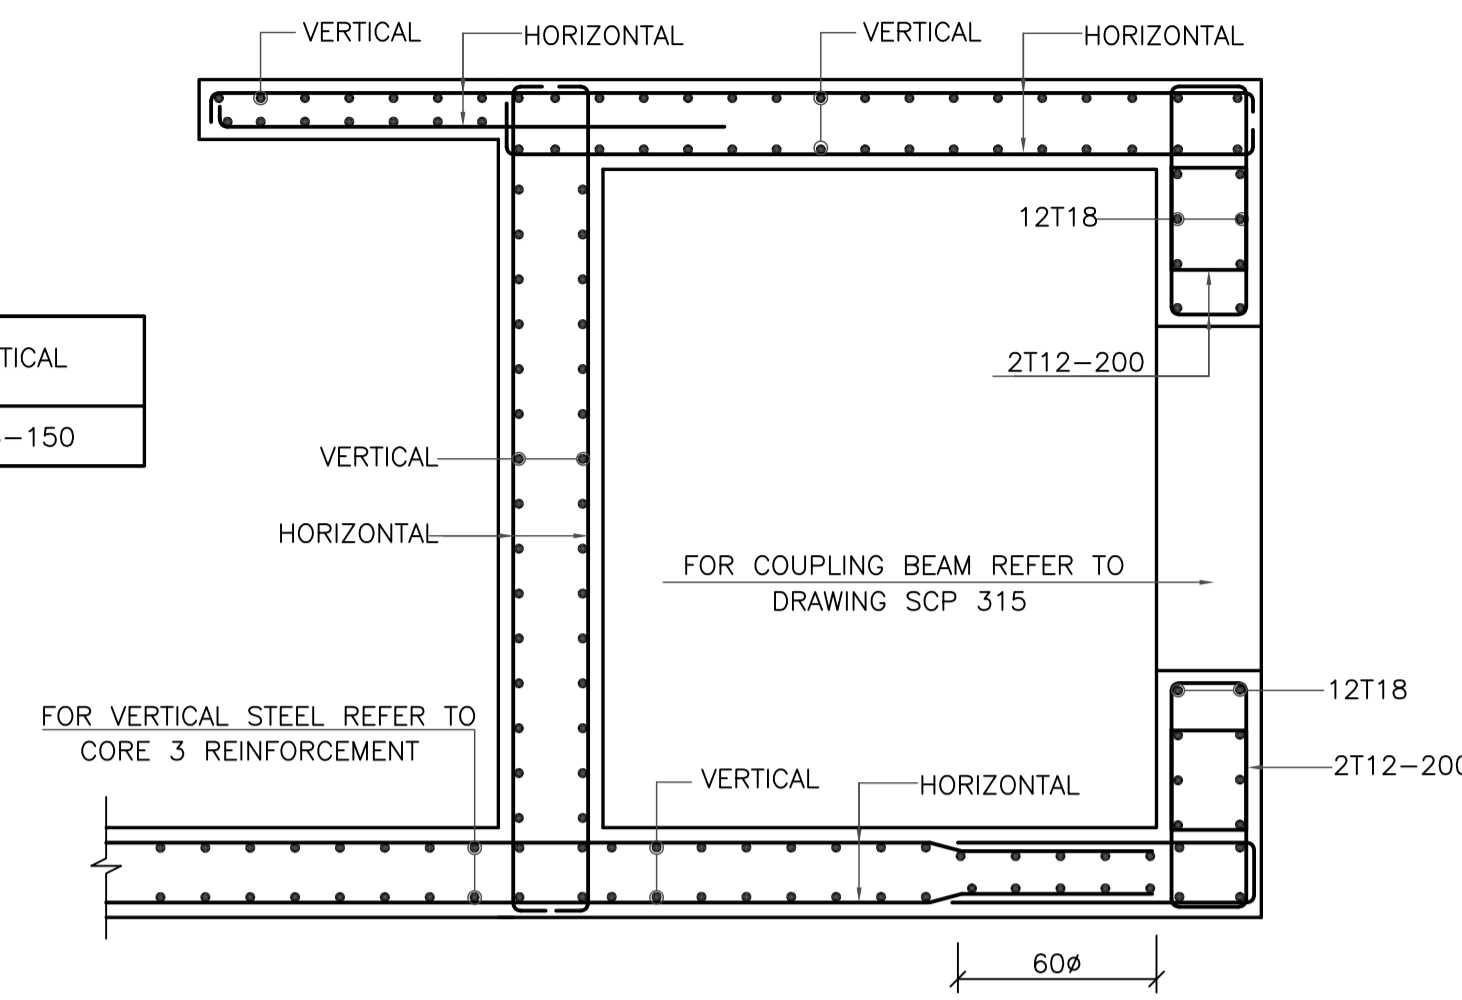 VERTICAL
HORIZONTAL
VERTICAL
HORIZONTAL
12T18
2T12-200
TICAL
-150
VERTICAL
HORIZONTAL
FOR COUPLING BEAM REFER TO
DRAWING SCP 315
12T18
FOR VERTICAL STEEL REFER TO
CORE 3 REINFORCEMENT
2T12-200
VERTICAL
HORIZONTAL
60ø